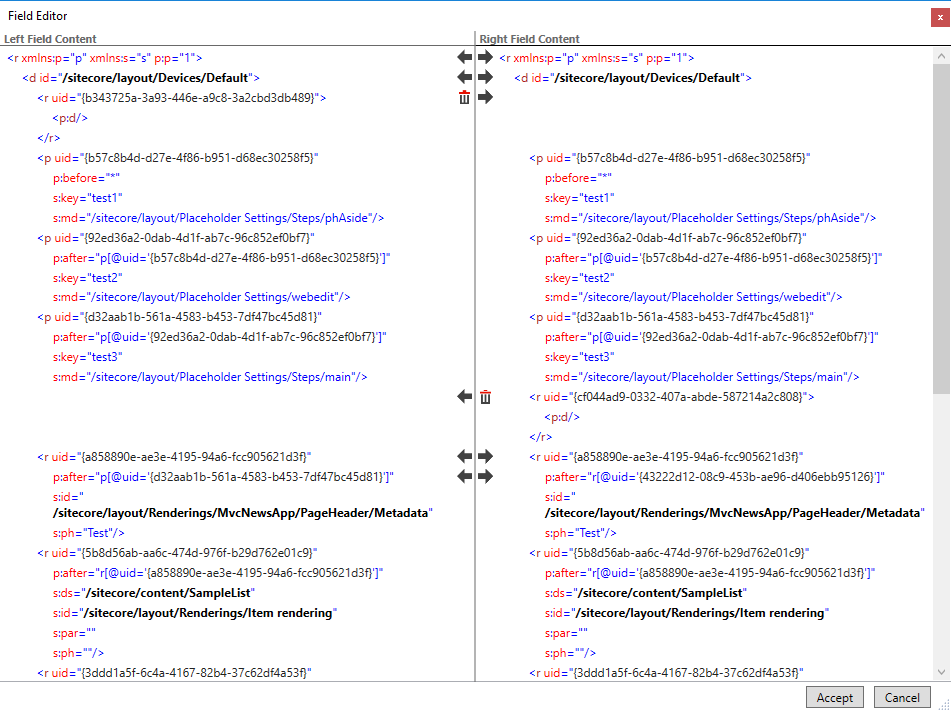 Field Editor
x
Left Field Content
Right Field Content
<r xmlns:p="p" xmlns:s="s" p:p="1">
<r xmlns:p="p" xmlns:s="s" p:p="1">
<d id="/sitecore/layout/Devices/Default">
<d id="/sitecore/layout/Devices/Default">
<r uid="{b343725a-3a93-446e-a9c8-3a2cbd3db489}">
<p:d/>
</r>
<p uid="{b57c8b4d-d27e-4f86-b951-d68ec30258f5}"
<p uid="{b57c8b4d-d27e-4f86-b951-d68ec30258f5}"
p:before="*"
p:before="*"
s:key="test1"
s:key="test1"
s:md="/sitecore/layout/Placeholder Settings/Steps/phAside"/>
s:md="/sitecore/layout/Placeholder Settings/Steps/phAside"/>
<p uid="{92ed36a2-0dab-4d1f-ab7c-96c852ef0bf7}"
<p uid="{92ed36a2-0dab-4d1f-ab7c-96c852ef0bf7}"
p:after="p[@uid='{b57c8b4d-d27e-4f86-b951-d68ec30258f5}']"
p:after="p[@uid='{b57c8b4d-d27e-4f86-b951-d68ec30258f5}']"
s:key="test2"
s:key="test2"
s:md="/sitecore/layout/Placeholder Settings/webedit"/>
s:md="/sitecore/layout/Placeholder Settings/webedit"/>
<p uid="{d32aab1b-561a-4583-b453-7df47bc45d81}"
<p uid="{d32aab1b-561a-4583-b453-7df47bc45d81}"
p:after="p[@uid='{92ed36a2-0dab-4d1f-ab7c-96c852ef0bf7}']"
p:after="p[@uid='{92ed36a2-0dab-4d1f-ab7c-96c852ef0bf7}']"
s:key="test3"
s:key="test3"
s:md="/sitecore/layout/Placeholder Settings/Steps/main"/>
s:md="/sitecore/layout/Placeholder Settings/Steps/main"/>
<r uid="{cf044ad9-0332-407a-abde-587214a2c808}">
<p:d/>
</r>
<r uid="{a858890e-ae3e-4195-94a6-fcc905621d3f}"
<r uid="{a858890e-ae3e-4195-94a6-fcc905621d3f}"
p:after="p[@uid='{d32aab1b-561a-4583-b453-7df47bc45d81}']"
p:after="r[@uid='{43222d12-08c9-453b-ae96-d406ebb95126}']"
s:id="
s:id="
/sitecore/layout/Renderings/MvcNewsApp/PageHeader/Metadata"
/sitecore/layout/Renderings/MvcNewsApp/PageHeader/Metadata"
s:ph="Test"/>
s:ph="Test"/>
<r uid="{5b8d56ab-aa6c-474d-976f-b29d762e01c9}"
<r uid="{5b8d56ab-aa6c-474d-976f-b29d762e01c9}"
p:after="r[@uid='{a858890e-ae3e-4195-94a6-fcc905621d3f}']"
p:after="r[@uid='{a858890e-ae3e-4195-94a6-fcc905621d3f}']"
s:ds="/sitecore/content/SampleList"
s:ds="/sitecore/content/SampleList"
s:id="/sitecore/layout/Renderings/Item rendering"
s:id="/sitecore/layout/Renderings/Item rendering"
s:par=""
s:par=""
s:ph=""/>
s:ph=""/>
<r uid="{3ddd1a5f-6c4a-4167-82b4-37c62df4a53f}"
<r uid="{3ddd1a5f-6c4a-4167-82b4-37c62df4a53f}"
Accept
Cancel